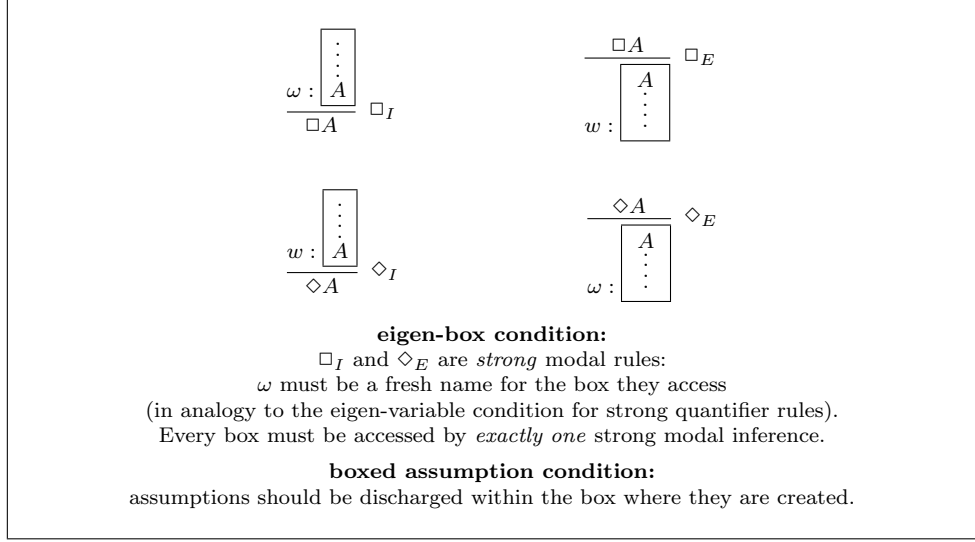 ω : A
□A □I
□A □E
A
w :
w : A
◇A ◇I
◇A ◇E
A
ω :
eigen-box condition:
□I and ◇E are strong modal rules:
ω must be a fresh name for the box they access
(in analogy to the eigen-variable condition for strong quantifier rules).
Every box must be accessed by exactly one strong modal inference.
boxed assumption condition:
assumptions should be discharged within the box where they are created.